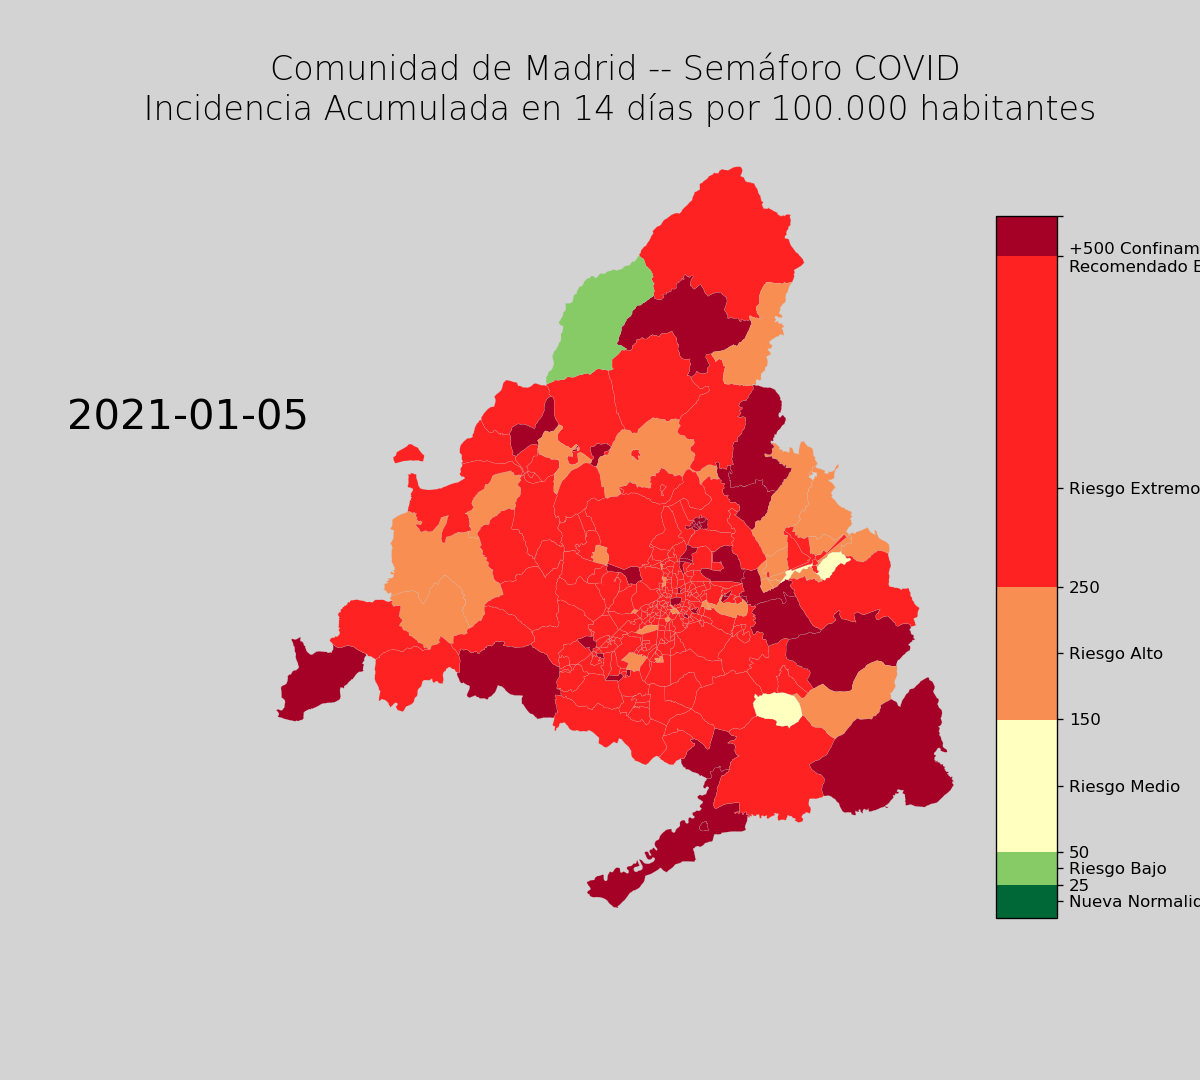 Comunidad de Madrid -- Semáforo COVID
Incidencia Acumulada en 14 días por 100.000 habitantes
2021-01-05
+500 Confinam
Recomendado E
Riesgo Extremo
250
Riesgo Alto
150
Riesgo Medio
50
Riesgo Bajo
25
Nueva Normalid